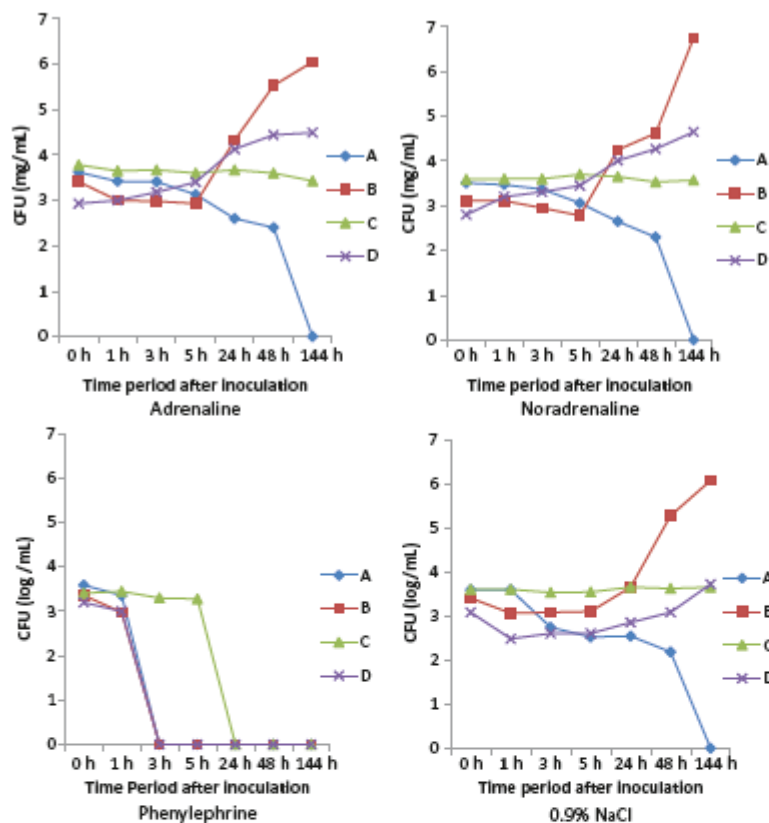 7
6
5
4
3
2
1
0
CFU (mg/mL)
0 h 1 h 3 h 5 h 24 h 48 h 144 h
Time period after inoculation
Adrenaline
A
B
C
D
7
6
5
4
3
2
1
0
CFU (mg/mL)
0 h 1 h 3 h 5 h 24 h 48 h 144 h
Time period after inoculation
Noradrenaline
A
B
C
D
7
6
5
4
3
2
1
0
CFU (log /mL)
0 h 1 h 3 h 5 h 24 h 48 h 144 h
Time Period after inoculation
Phenylephrine
A
B
C
D
7
6
5
4
3
2
1
0
CFU (log/mL)
0 h 1 h 3 h 5 h 24 h 48 h 144 h
Time period after inoculation
0.9% NaCl
A
B
C
D